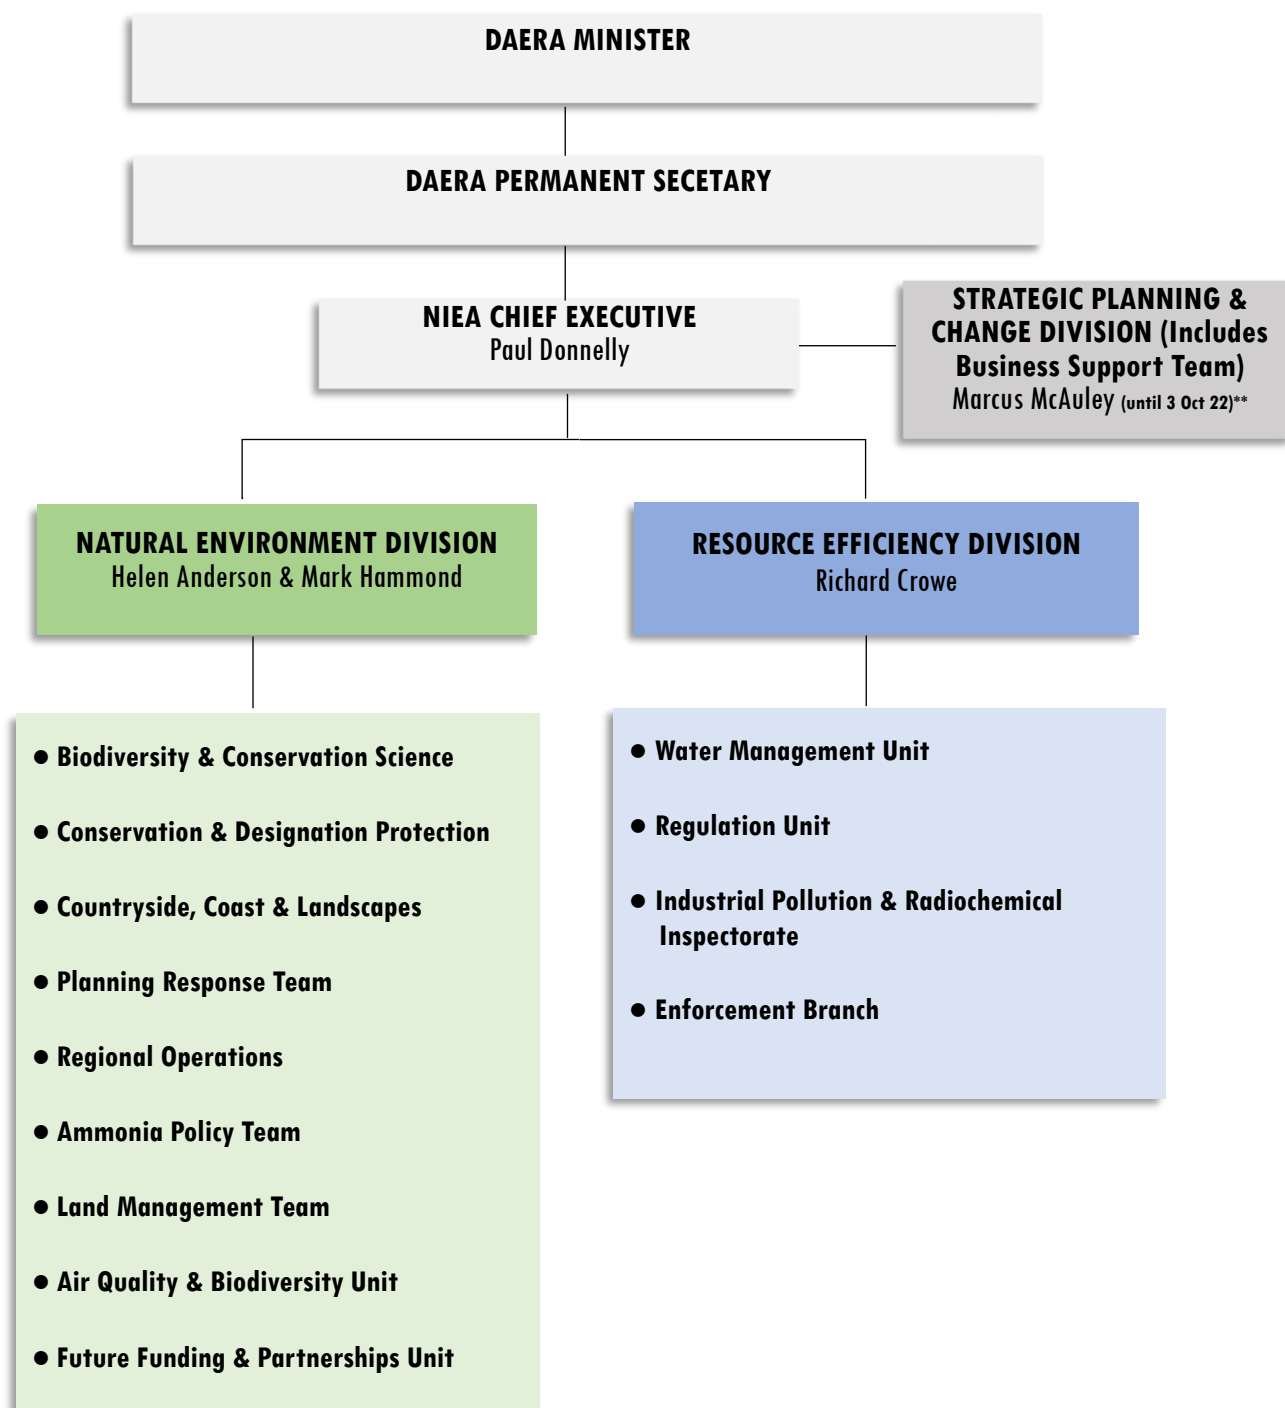 DAERA MINISTER
DAERA PERMANENT SECETARY
NIEA CHIEF EXECUTIVE
Paul Donnelly
STRATEGIC PLANNING &
CHANGE DIVISION (Includes
Business Support Team)
Marcus McAuley (until 3 Oct 22)**
NATURAL ENVIRONMENT DIVISION
Helen Anderson & Mark Hammond
RESOURCE EFFICIENCY DIVISION
Richard Crowe
● Biodiversity & Conservation Science
● Conservation & Designation Protection
● Countryside, Coast & Landscapes
● Planning Response Team
● Regional Operations
● Ammonia Policy Team
● Land Management Team
● Air Quality & Biodiversity Unit
● Future Funding & Partnerships Unit
● Water Management Unit
● Regulation Unit
● Industrial Pollution & Radiochemical
Inspectorate
● Enforcement Branch